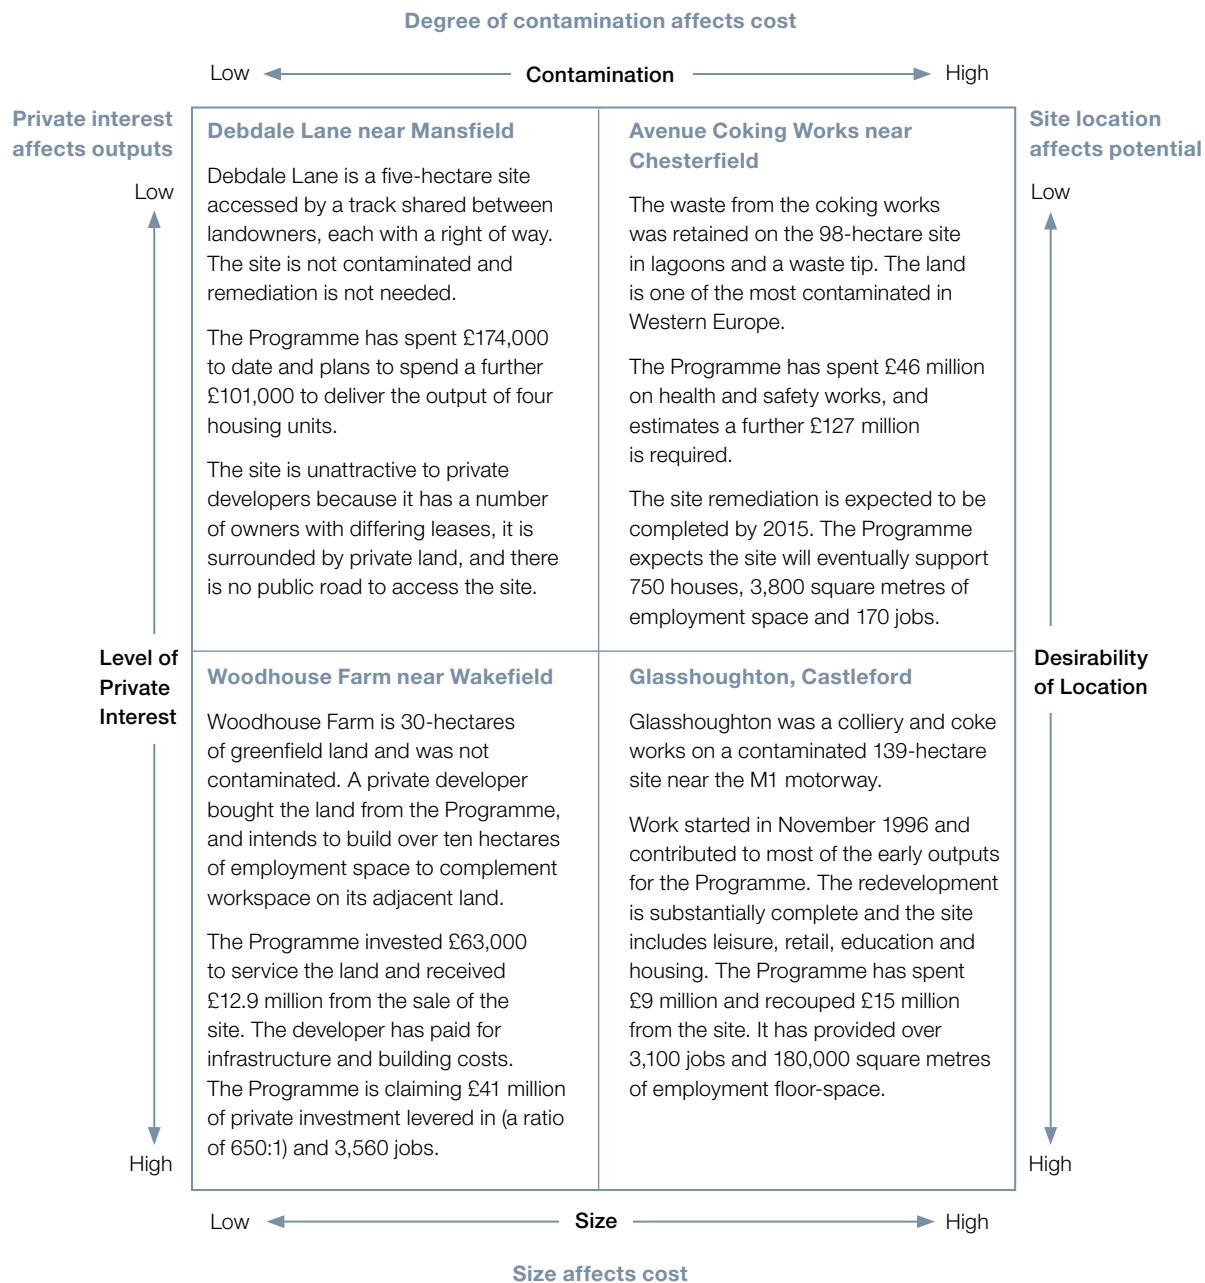 Degree of contamination affects cost
Low
Contamination
High
Private interest
affects outputs
Low
Site location
affects potential
Low
Debdale Lane near Mansfield
Debdale Lane is a five-hectare site
accessed by a track shared between
landowners, each with a right of way.
The site is not contaminated and
remediation is not needed.
The Programme has spent £174,000
to date and plans to spend a further
£101,000 to deliver the output of four
housing units.
The site is unattractive to private
developers because it has a number
of owners with differing leases, it is
surrounded by private land, and there
is no public road to access the site.
Avenue Coking Works near
Chesterfield
The waste from the coking works
was retained on the 98-hectare site
in lagoons and a waste tip. The land
is one of the most contaminated in
Western Europe.
The Programme has spent £46 million
on health and safety works, and
estimates a further £127 million
is required.
The site remediation is expected to be
completed by 2015. The Programme
expects the site will eventually support
750 houses, 3,800 square metres of
employment space and 170 jobs.
Level of
Private
Interest
Desirability
of Location
Woodhouse Farm near Wakefield
Woodhouse Farm is 30-hectares
of greenfield land and was not
contaminated. A private developer
bought the land from the Programme,
and intends to build over ten hectares
of employment space to complement
workspace on its adjacent land.
The Programme invested £63,000
to service the land and received
£12.9 million from the sale of the
site. The developer has paid for
infrastructure and building costs.
The Programme is claiming £41 million
of private investment levered in (a ratio
of 650:1) and 3,560 jobs.
Glasshoughton, Castleford
Glasshoughton was a colliery and coke
works on a contaminated 139-hectare
site near the M1 motorway.
Work started in November 1996 and
contributed to most of the early outputs
for the Programme. The redevelopment
is substantially complete and the site
includes leisure, retail, education and
housing. The Programme has spent
£9 million and recouped £15 million
from the site. It has provided over
3,100 jobs and 180,000 square metres
of employment floor-space.
High
High
Low
Size
High
Size affects cost